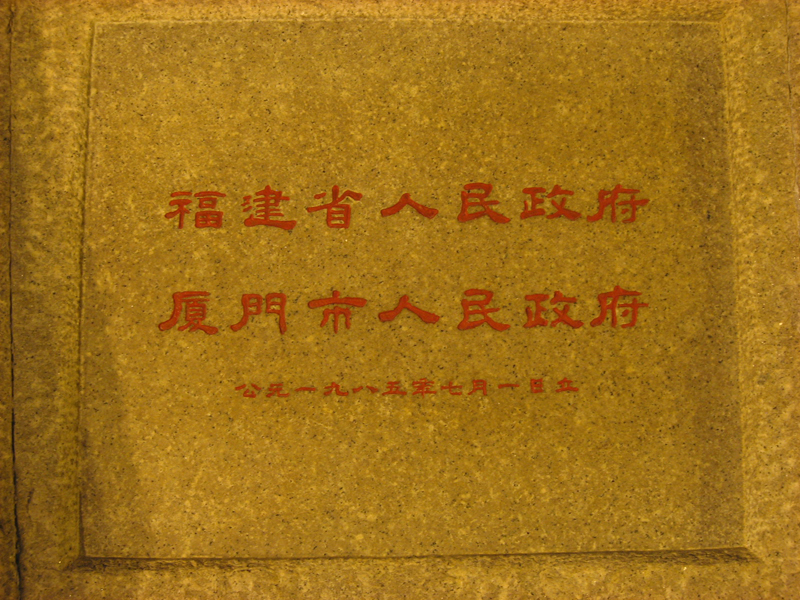 福建省人民政府
厦門市人民政府
公元一九八五年七月一日立